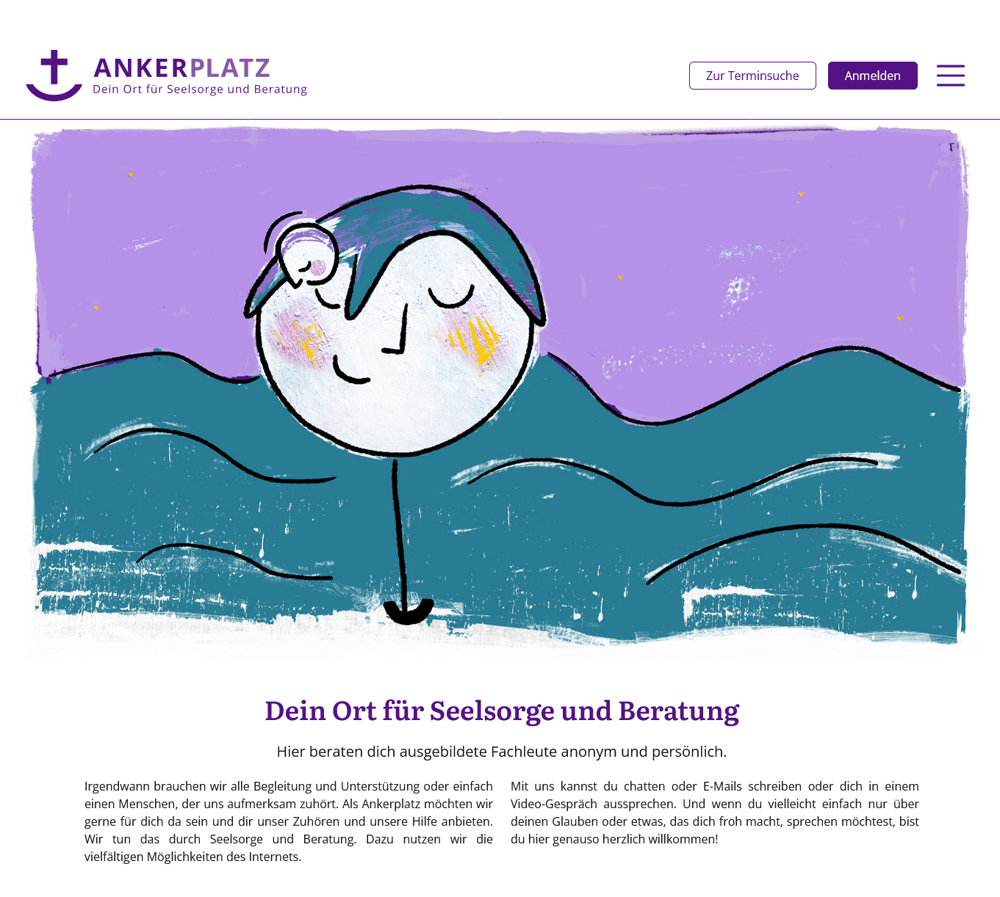 ANKERPLATZ
Dein Ort für Seelsorge und Beratung
Zur Terminsuche
Anmelden
Dein Ort für Seelsorge und Beratung
Hier beraten dich ausgebildete Fachleute anonym und persönlich.
Irgendwann brauchen wir alle Begleitung und Unterstützung oder einfach
einen Menschen, der uns aufmerksam zuhört. Als Ankerplatz möchten wir
gerne für dich da sein und dir unser Zuhören und unsere Hilfe anbieten.
Wir tun das durch Seelsorge und Beratung. Dazu nutzen wir die
vielfältigen Möglichkeiten des Internets.
Mit uns kannst du chatten oder E-Mails schreiben oder dich in einem
Video-Gespräch aussprechen. Und wenn du vielleicht einfach nur über
deinen Glauben oder etwas, das dich froh macht, sprechen möchtest, bist
du hier genauso herzlich willkommen!